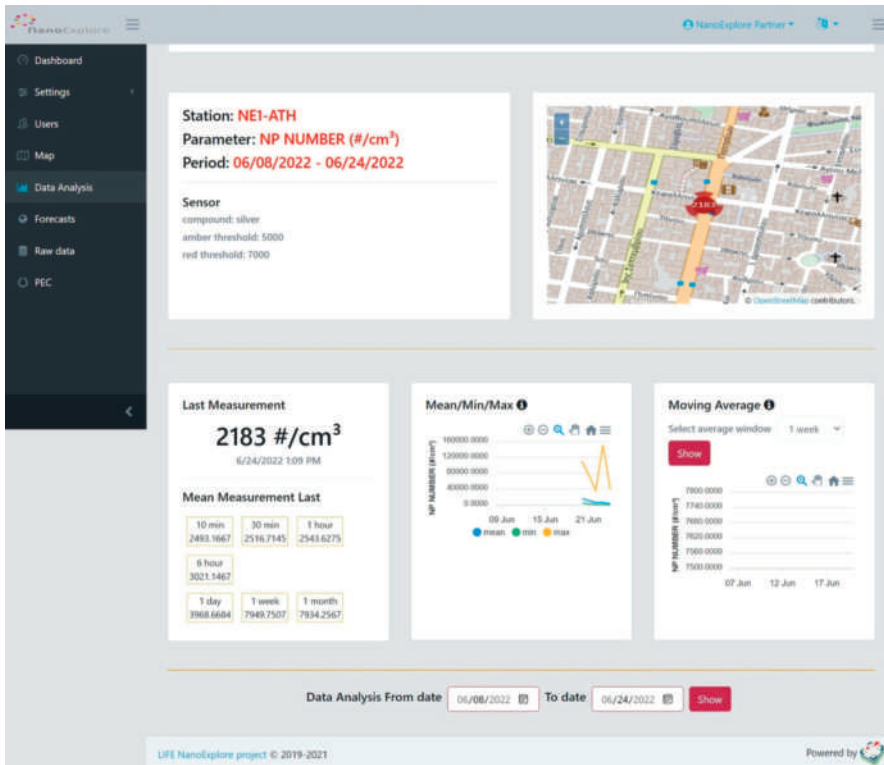 NanoExplore
NanoExplore Partner
Dashboard
Settings
Users
Map
Data Analysis
Forecasts
Raw data
PEC
Station: NE1-ATH
Parameter: NP NUMBER (#/cm³)
Period: 06/08/2022 - 06/24/2022
Sensor
compound: silver
amber threshold: 5000
red threshold: 7000
2183
© OpenStreetMap contributors.
Last Measurement
2183 #/cm³
6/24/2022 1:09 PM
Mean Measurement Last
10 min 30 min 1 hour
2493.1667 2516.7145 2543.6275
6 hour
3021.1467
1 day 1 week 1 month
3968.6684 7949.7507 7934.2567
Mean/Min/Max
NP NUMBER (#/cm³)
160000.0000
120000.0000
80000.0000
40000.0000
0.0000
09 Jun 15 Jun 21 Jun
mean min max
Moving Average
Select average window 1 week
Show
NP NUMBER (#/cm³)
7800.0000
7740.0000
7680.0000
7620.0000
7560.0000
7500.0000
07 Jun 12 Jun 17 Jun
Data Analysis From date 06/08/2022 To date 06/24/2022 Show
LIFE NanoExplore project © 2019-2021
Powered by